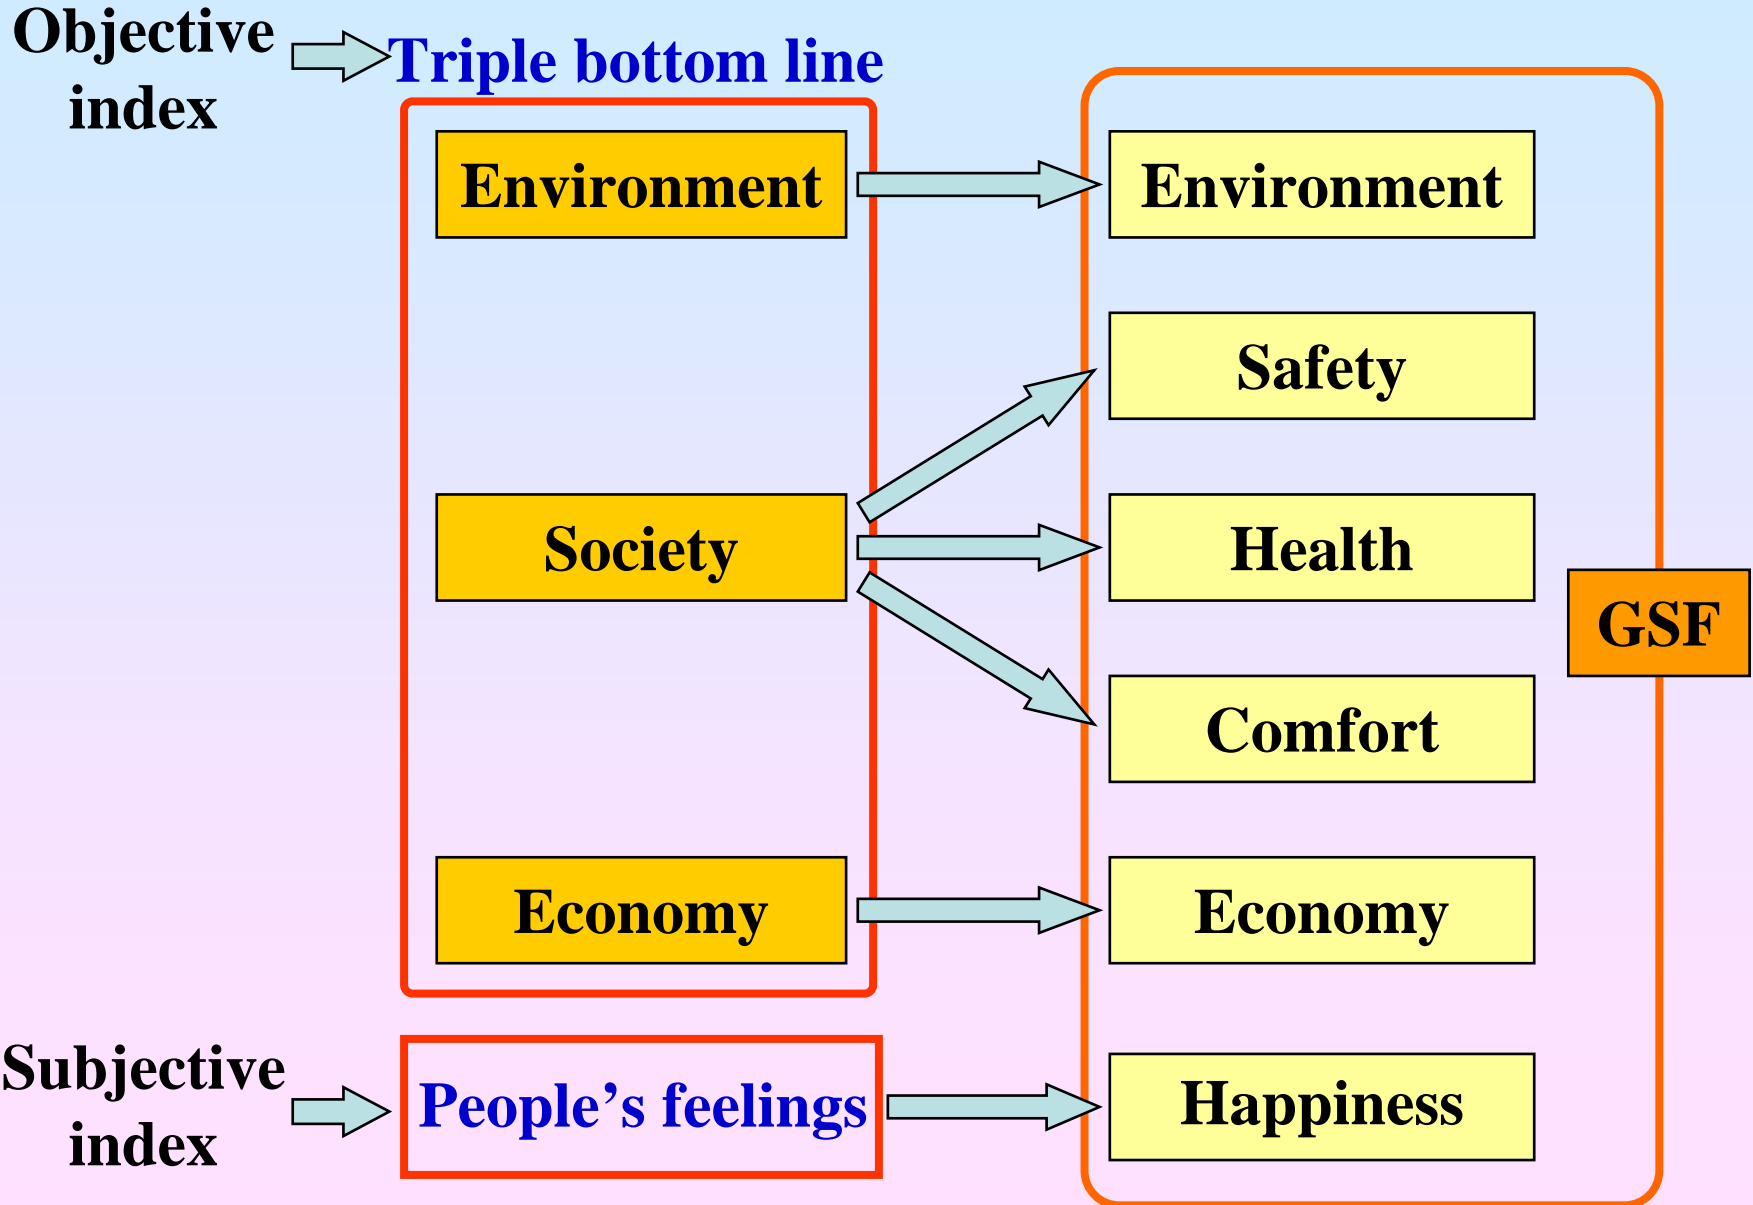 Objective
index
Triple bottom line
Environment
Environment
Safety
Society
Health
GSF
Comfort
Economy
Economy
Subjective
index
People’s feelings
Happiness